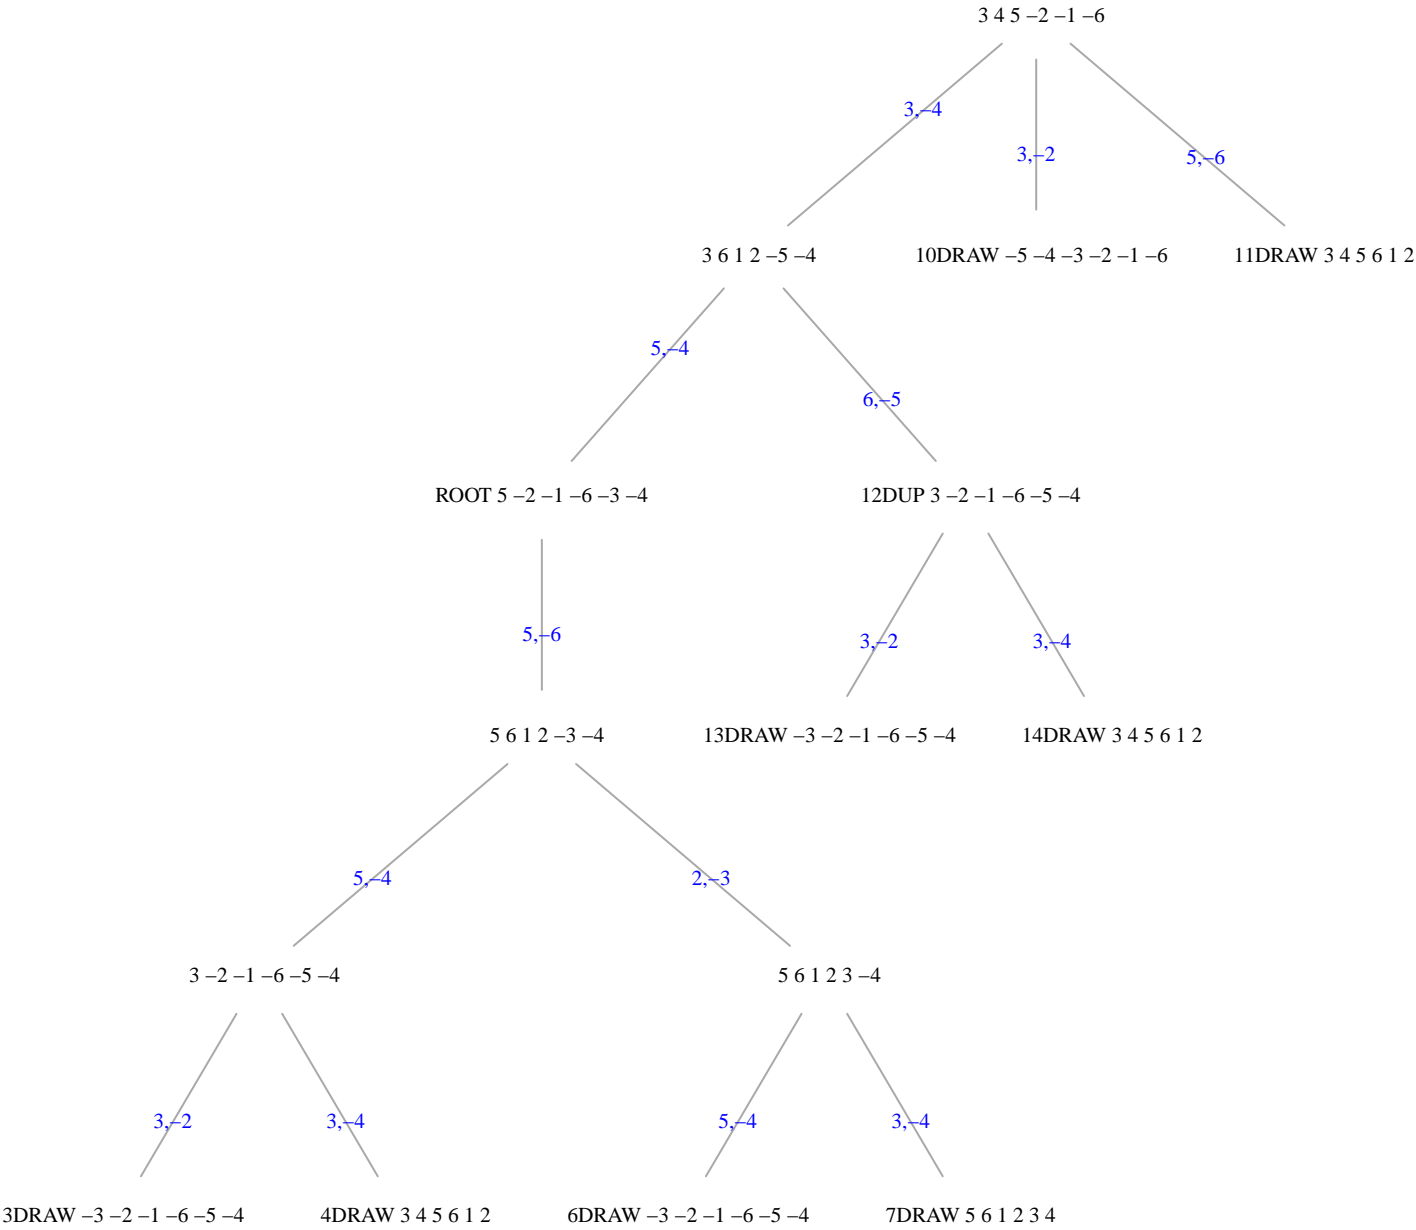 3 4 5 –2 –1 –6
3,–4
3,–2
5,–6
3 6 1 2 –5 –4
10DRAW –5 –4 –3 –2 –1 –6
11DRAW 3 4 5 6 1 2
5,–4
6,–5
ROOT 5 –2 –1 –6 –3 –4
12DUP 3 –2 –1 –6 –5 –4
5,–6
3,–2
3,–4
5 6 1 2 –3 –4
13DRAW –3 –2 –1 –6 –5 –4
14DRAW 3 4 5 6 1 2
5,–4
2,–3
3 –2 –1 –6 –5 –4
5 6 1 2 3 –4
3,–2
3,–4
5,–4
3,–4
3DRAW –3 –2 –1 –6 –5 –4
4DRAW 3 4 5 6 1 2
6DRAW –3 –2 –1 –6 –5 –4
7DRAW 5 6 1 2 3 4